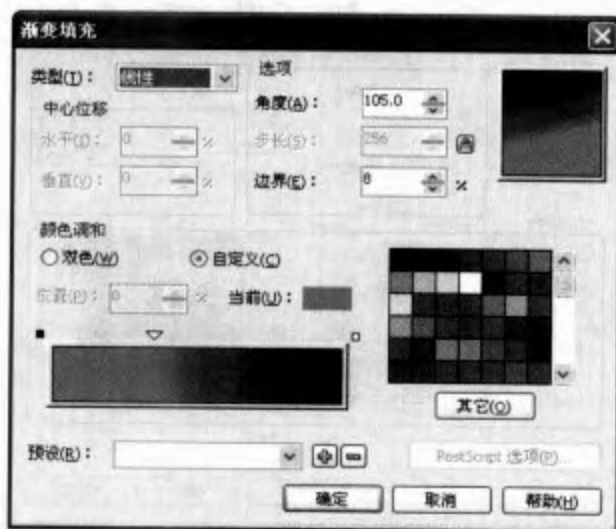 渐变填充
类型(T)： 线性
选项
角度(A)： 105.0
步长(S)： 256
边界(E)： 8 %
中心位移
水平(I)： 0 %
垂直(V)： 0 %
颜色调和
双色(W) 自定义(C)
位置(P)： 0 % 当前(U)：
其它(O)
预设(R)：
PostScript 选项(P)...
确定 取消 帮助(H)